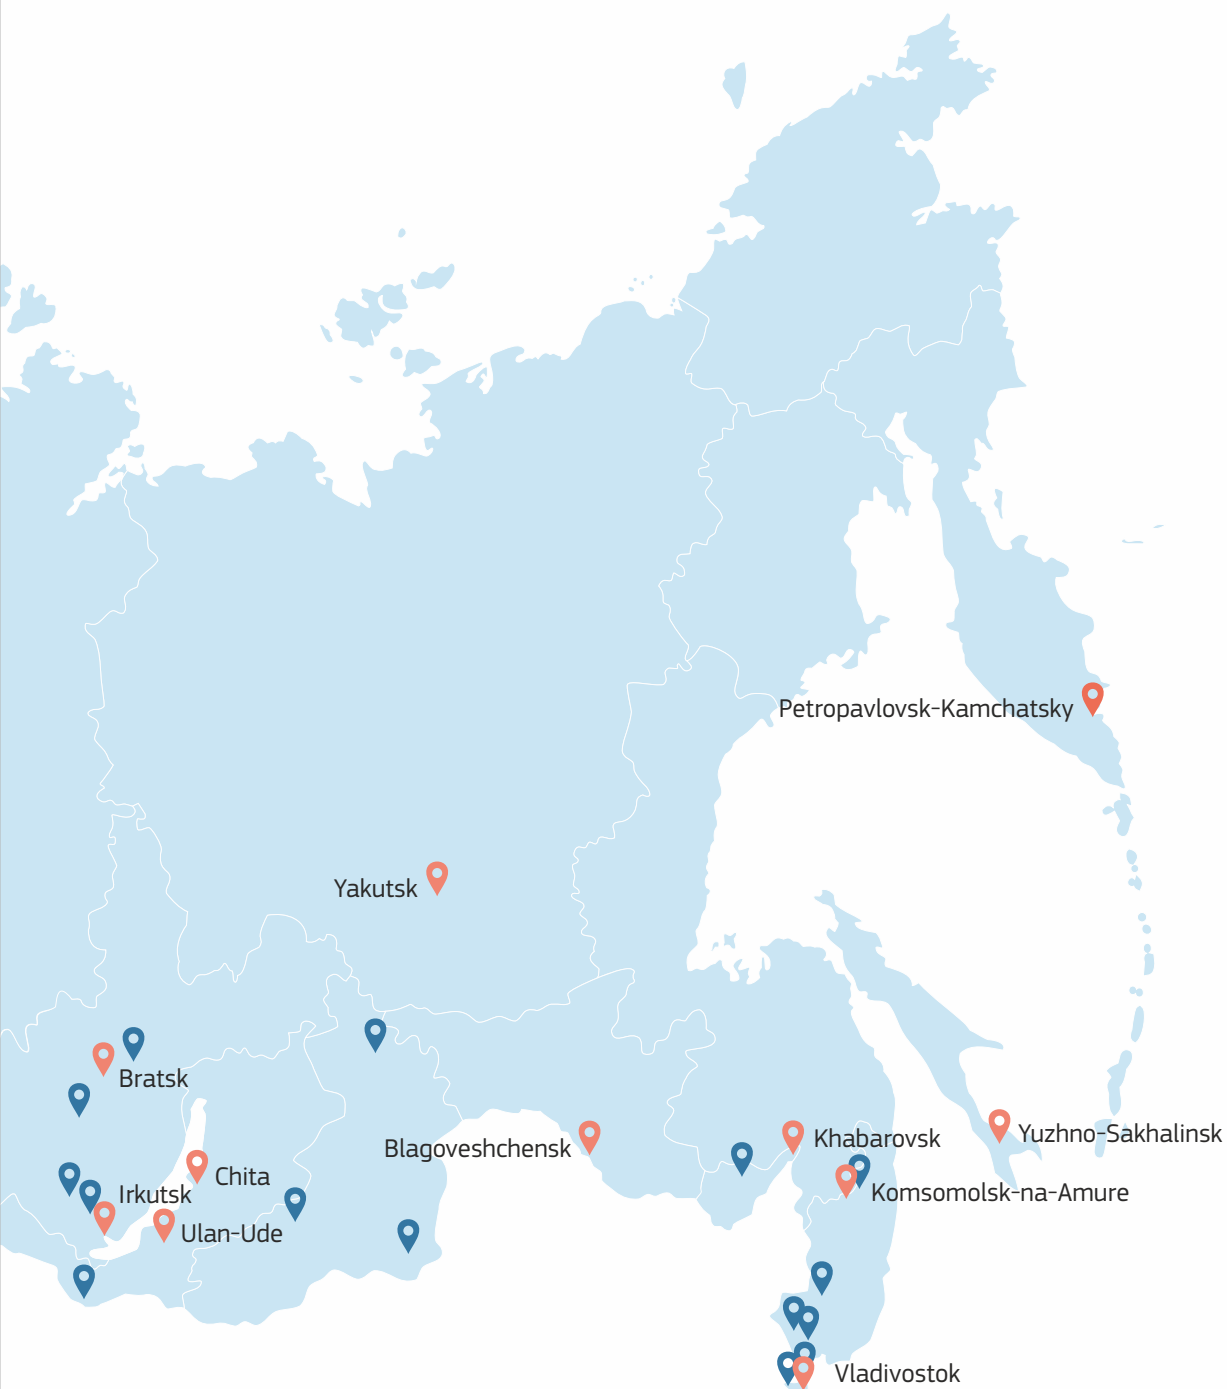 Petropavlovsk-Kamchatsky
Yakutsk
Bratsk
Yuzhno-Sakhalinsk
Khabarovsk
Blagoveshchensk
Chita
Irkutsk
Komsomolsk-na-Amure
Ulan-Ude
Vladivostok